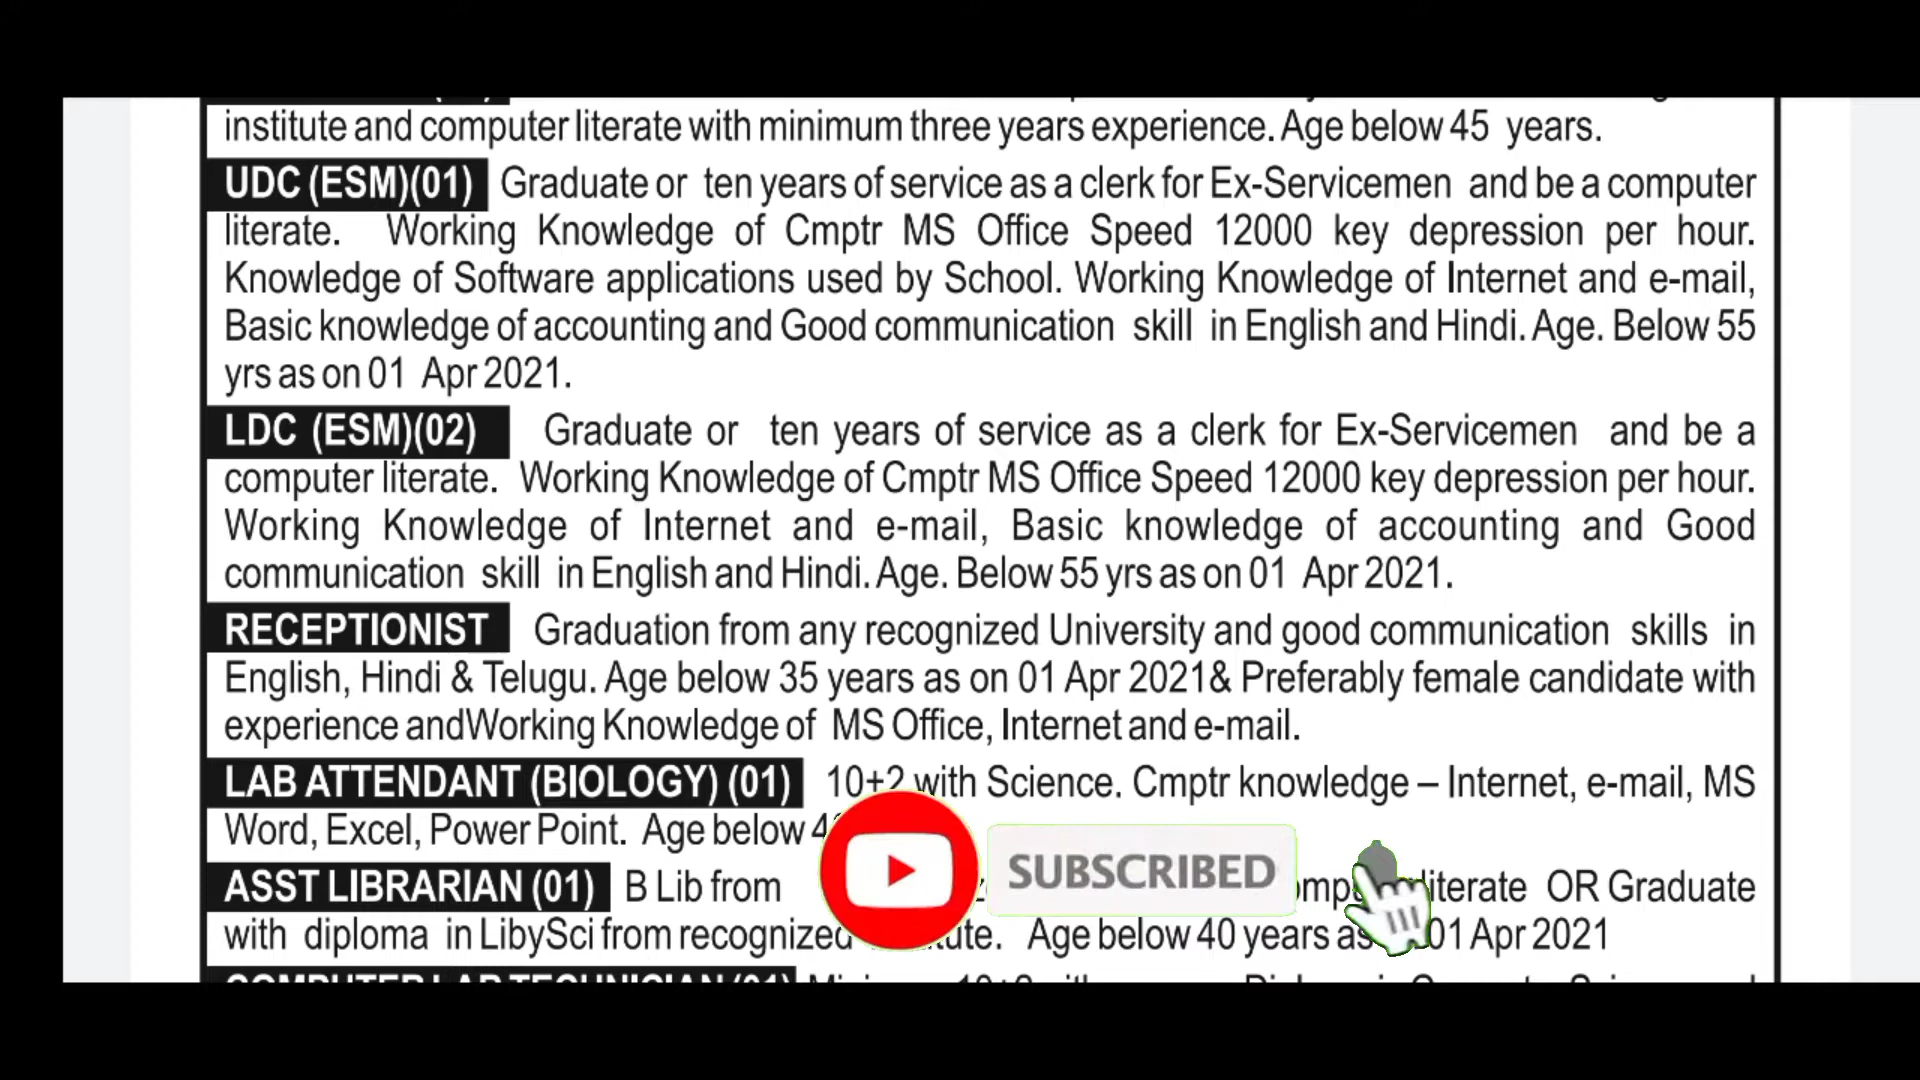 institute and computer literate with minimum three years experience. Age below 45 years.
UDC (ESM)(01) Graduate or ten years of service as a clerk for Ex-Servicemen and be a computer
literate. Working Knowledge of Cmptr MS Office Speed 12000 key depression per hour.
Knowledge of Software applications used by School. Working Knowledge of Internet and e-mail,
Basic knowledge of accounting and Good communication skill in English and Hindi. Age. Below 55
yrs as on 01 Apr 2021.
LDC (ESM)(02) Graduate or ten years of service as a clerk for Ex-Servicemen and be a
computer literate. Working Knowledge of Cmptr MS Office Speed 12000 key depression per hour.
Working Knowledge of Internet and e-mail, Basic knowledge of accounting and Good
communication skill in English and Hindi. Age. Below 55 yrs as on 01 Apr 2021.
RECEPTIONIST Graduation from any recognized University and good communication skills in
English, Hindi & Telugu. Age below 35 years as on 01 Apr 2021& Preferably female candidate with
experience andWorking Knowledge of MS Office, Internet and e-mail.
LAB ATTENDANT (BIOLOGY) (01) 10+2 with Science. Cmptr knowledge – Internet, e-mail, MS
Word, Excel, Power Point. Age below
SUBSCRIBED
ASST LIBRARIAN (01) B Lib from literate OR Graduate
with diploma in LibySci from recognized Age below 40 years as 01 Apr 2021
COMPUTER LAB TECHNICIAN (01)